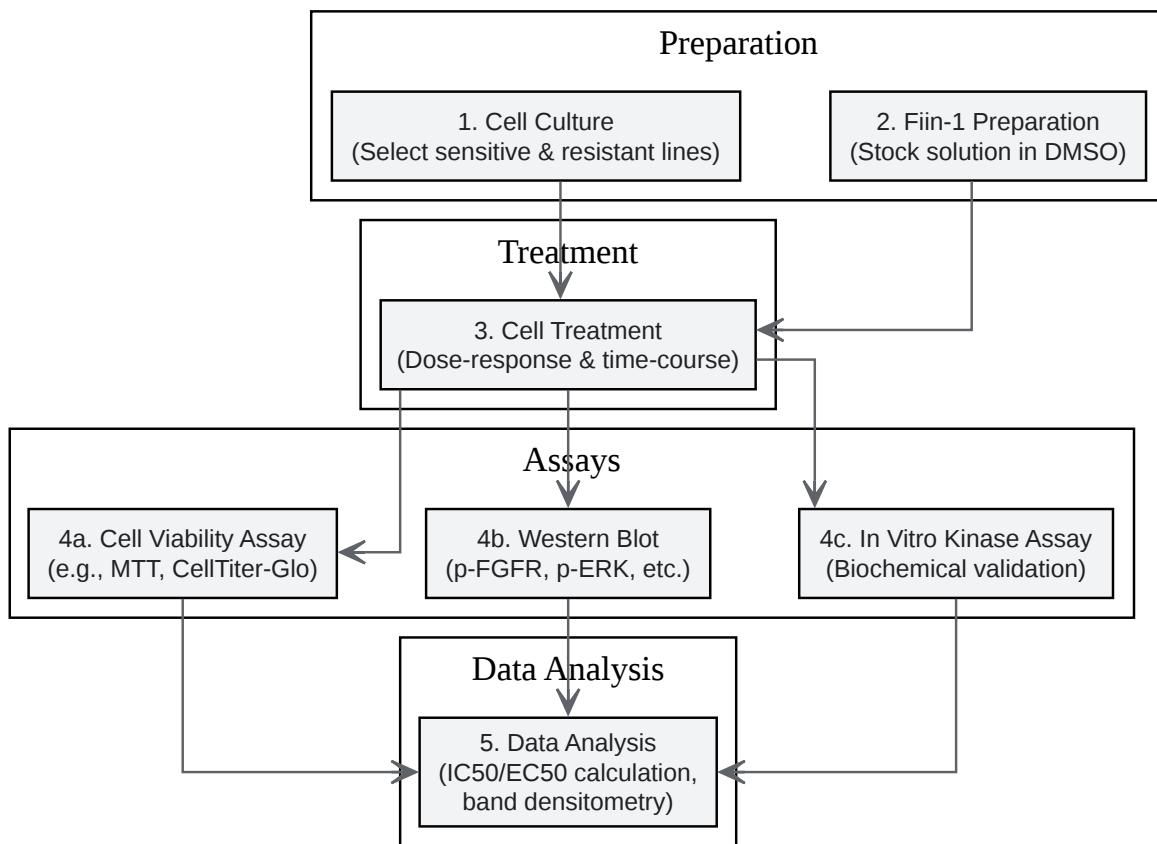 Preparation
1. Cell Culture
(Select sensitive & resistant lines)
2. Fiin-1 Preparation
(Stock solution in DMSO)
Treatment
3. Cell Treatment
(Dose-response & time-course)
Assays
4a. Cell Viability Assay
(e.g., MTT, CellTiter-Glo)
4b. Western Blot
(p-FGFR, p-ERK, etc.)
4c. In Vitro Kinase Assay
(Biochemical validation)
Data Analysis
5. Data Analysis
(IC50/EC50 calculation,
band densitometry)